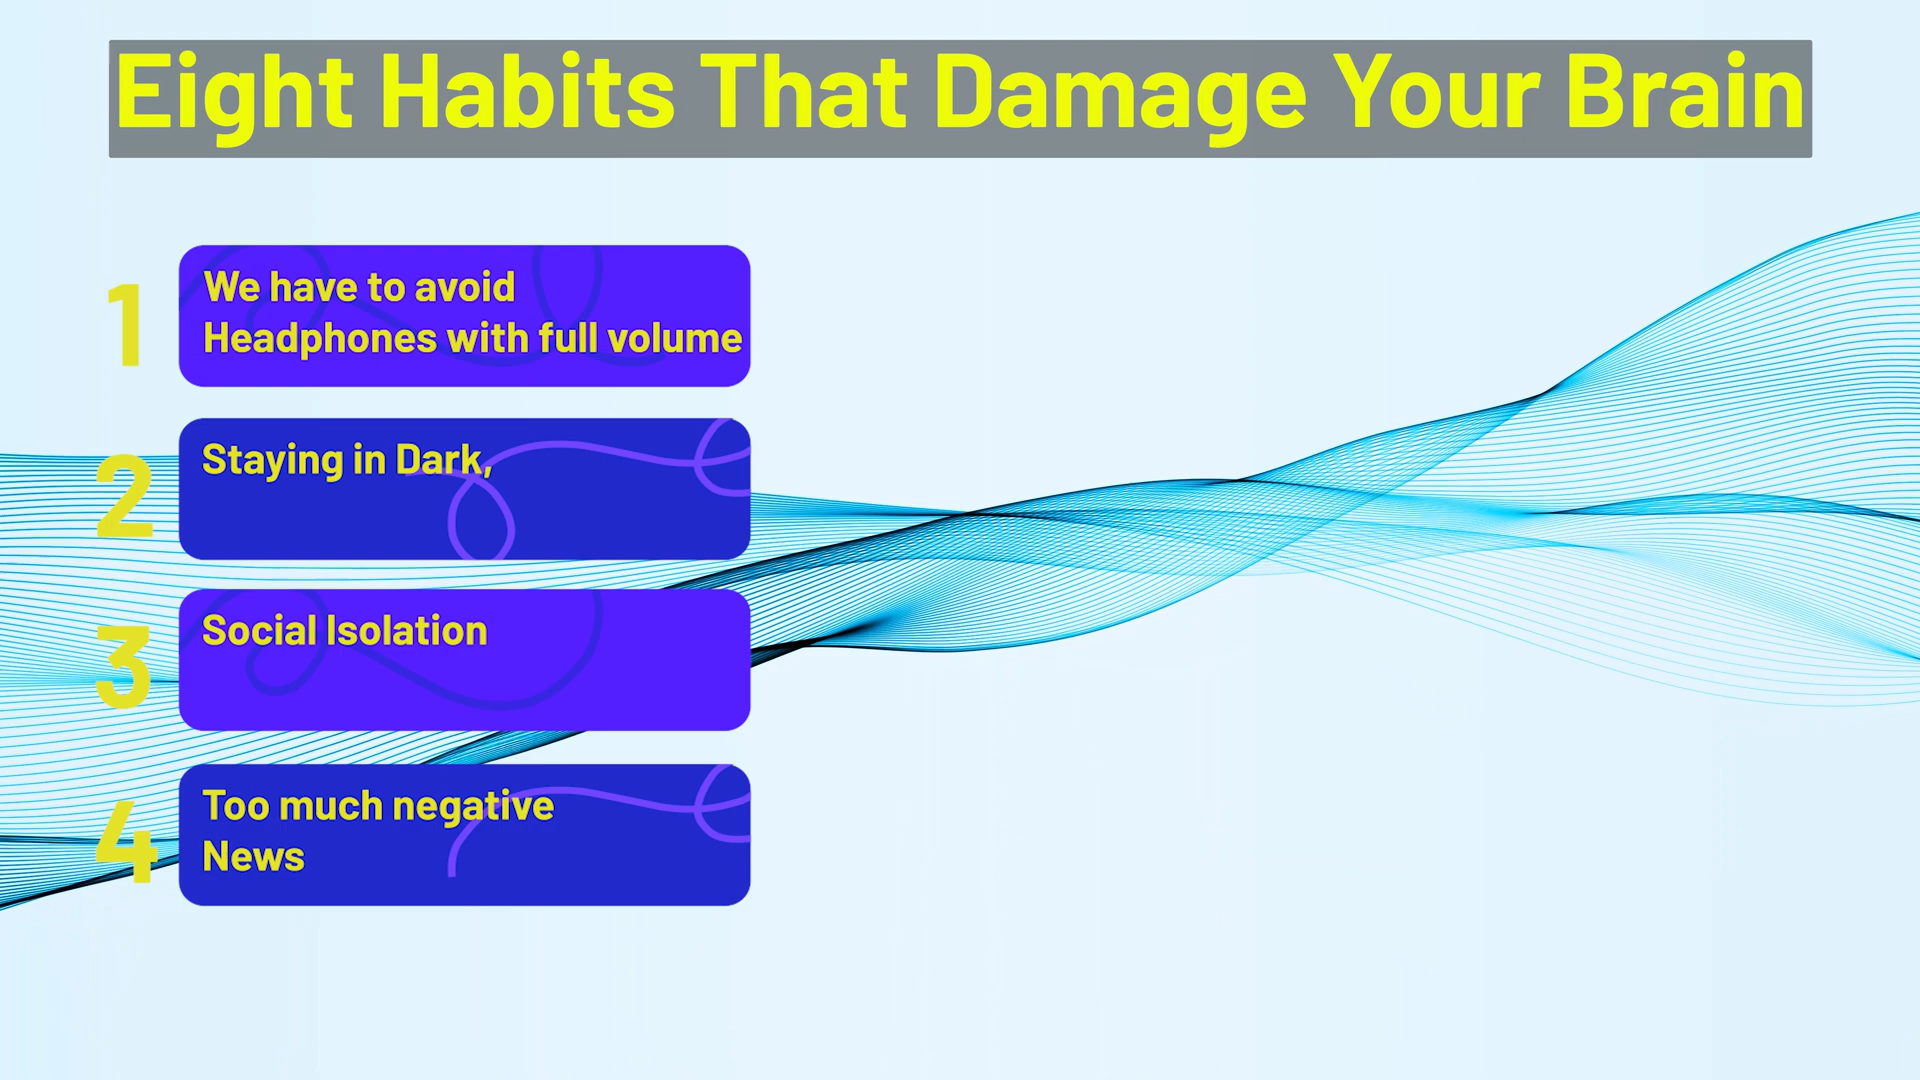 Eight Habits That Damage Your Brain
1
We have to avoid
Headphones with full volume
2
Staying in Dark,
3
Social Isolation
4
Too much negative
News